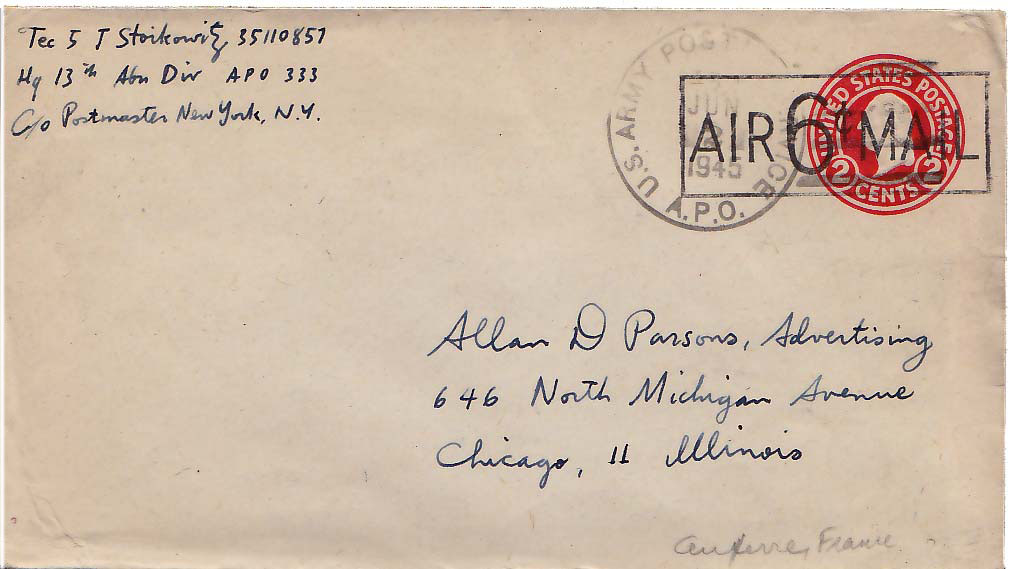 Tec 5 T Stoikowitz, 35110857
Hq 13th Abn Div APO 333
C/o Postmaster New York, N.Y.
U.S. ARMY POSTAL SERVICE
A.P.O.
JUN
1945
AIR 6¢ MAIL
UNITED STATES POSTAGE
2 CENTS 2
Allan D Parsons, Advertising
646 North Michigan Avenue
Chicago, 11 Illinois
Auxerre, France